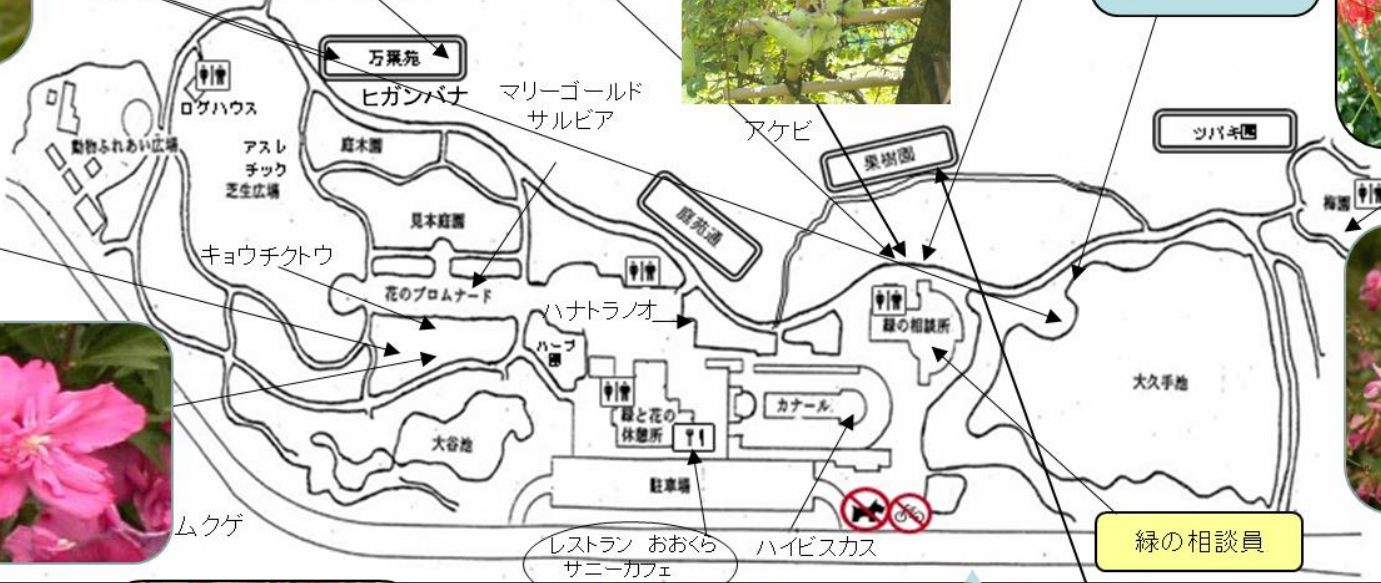 万葉苑
ヒガンバナ
マリーゴールド
サルビア
アケビ
果樹園
ツバキ園
梅園
ログハウス
動物ふれあい広場
アスレ
チック
芝生広場
庭木園
見本庭園
庭苑通
キョウチクトウ
花のプロムナード
ハナトラノオ
ハーブ
園
緑の相談所
大久手池
カナール
緑と花の
休憩所
大谷池
駐車場
ムクゲ
レストラン おおくら
サニーカフェ
ハイビスカス
緑の相談員